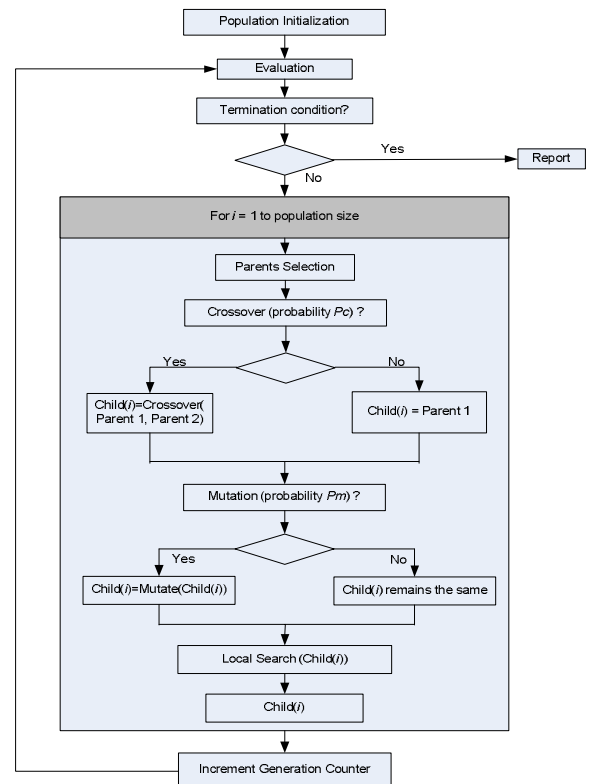 Population Initialization
Evaluation
Termination condition?
Yes
Report
No
For i = 1 to population size
Parents Selection
Crossover (probability Pc) ?
Yes
No
Child(i)=Crossover(
Parent 1, Parent 2)
Child(i) = Parent 1
Mutation (probability Pm) ?
Yes
No
Child(i)=Mutate(Child(i))
Child(i) remains the same
Local Search (Child(i))
Child(i)
Increment Generation Counter